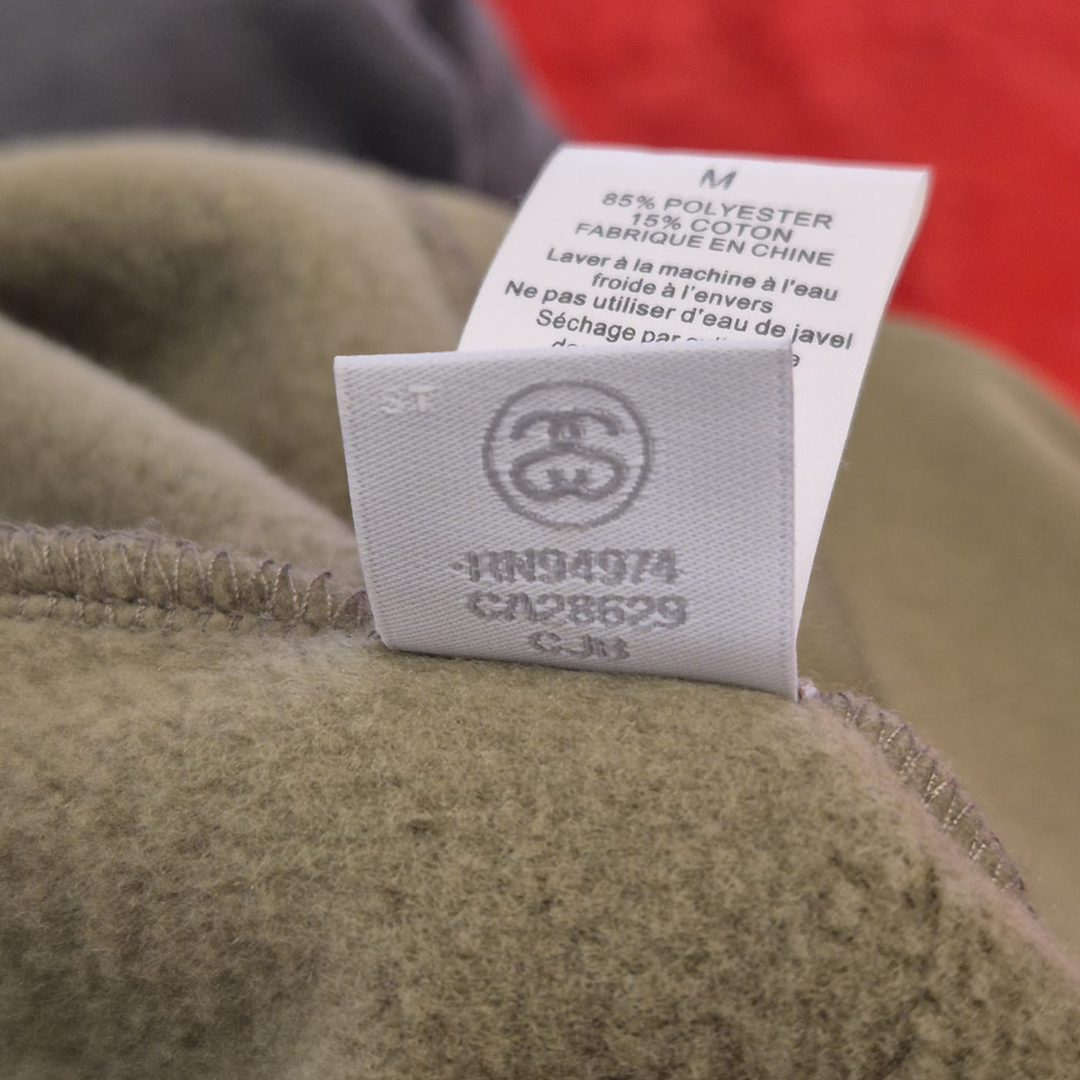 M
85% POLYESTER
15% COTON
FABRIQUE EN CHINE
Laver à la machine à l'eau
froide à l'envers
Ne pas utiliser d'eau de javel
Séchage par
ST
RN94974
CA28629